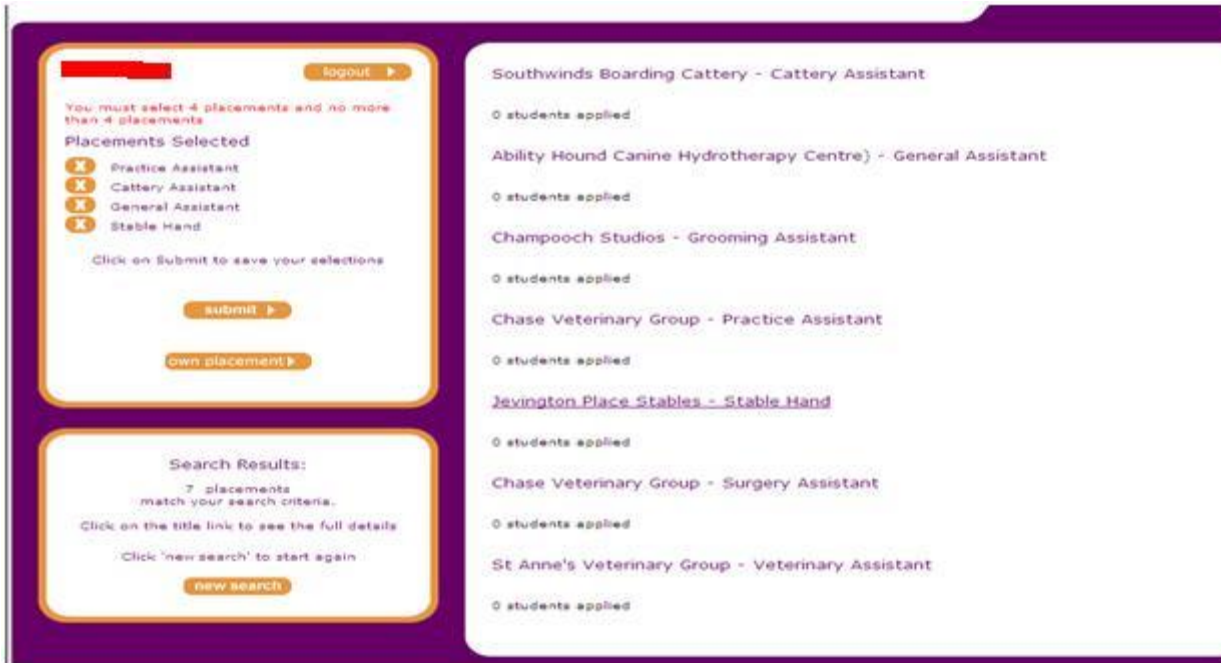 logout
You must select 4 placements and no more
than 4 placements
Placements Selected
X Practice Assistant
X Cattery Assistant
X General Assistant
X Stable Hand
Click on Submit to save your selections
submit
own placement
Search Results:
7 placements
match your search criteria.
Click on the title link to see the full details
Click 'new search' to start again
new search
Southwinds Boarding Cattery - Cattery Assistant
0 students applied
Ability Hound Canine Hydrotherapy Centre) - General Assistant
0 students applied
Champooch Studios - Grooming Assistant
0 students applied
Chase Veterinary Group - Practice Assistant
0 students applied
Jevington Place Stables - Stable Hand
0 students applied
Chase Veterinary Group - Surgery Assistant
0 students applied
St Anne's Veterinary Group - Veterinary Assistant
0 students applied